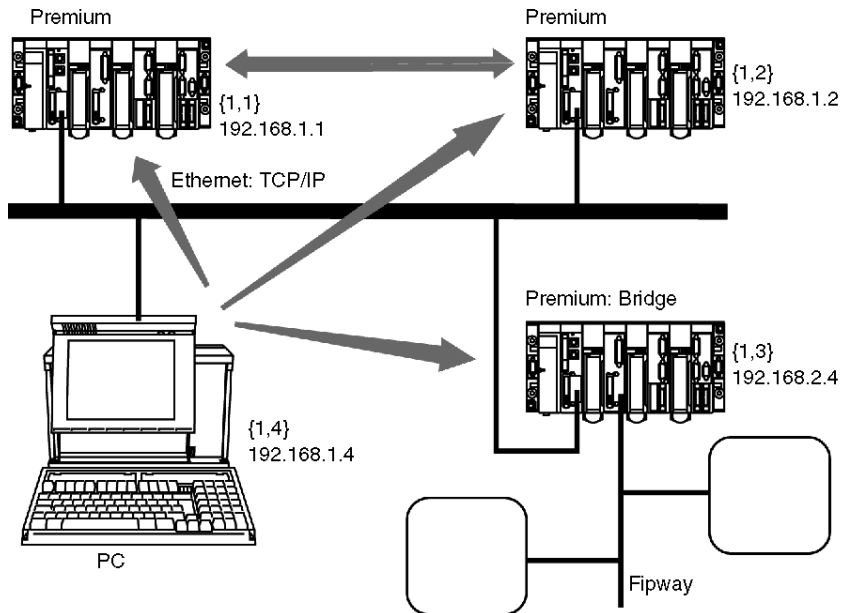 Premium
Premium
{1,1}
192.168.1.1
{1,2}
192.168.1.2
Ethernet: TCP/IP
Premium: Bridge
{1,3}
192.168.2.4
{1,4}
192.168.1.4
PC
Fipway